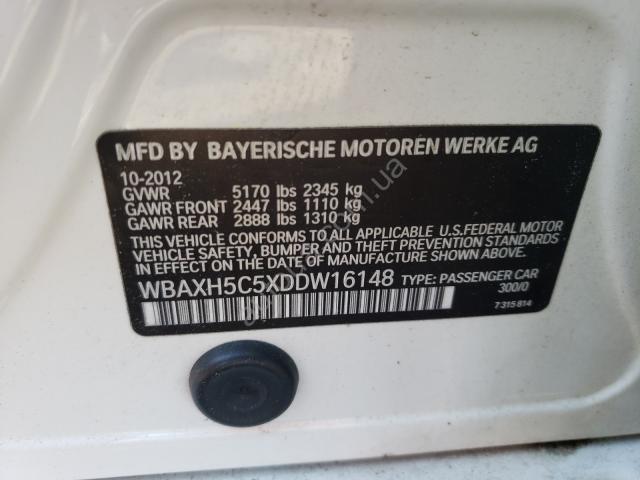 MFD BY BAYERISCHE MOTOREN WERKE AG
10-2012
GVWR 5170 lbs 2345 kg
GAWR FRONT 2447 lbs 1110 kg
GAWR REAR 2888 lbs 1310 kg
THIS VEHICLE CONFORMS TO ALL APPLICABLE U.S.FEDERAL MOTOR
VEHICLE SAFETY, BUMPER AND THEFT PREVENTION STANDARDS
IN EFFECT ON THE DATE OF MANUFACTURE SHOWN ABOVE.
WBAXH5C5XDDW16148 TYPE: PASSENGER CAR
300/0
7 315 814